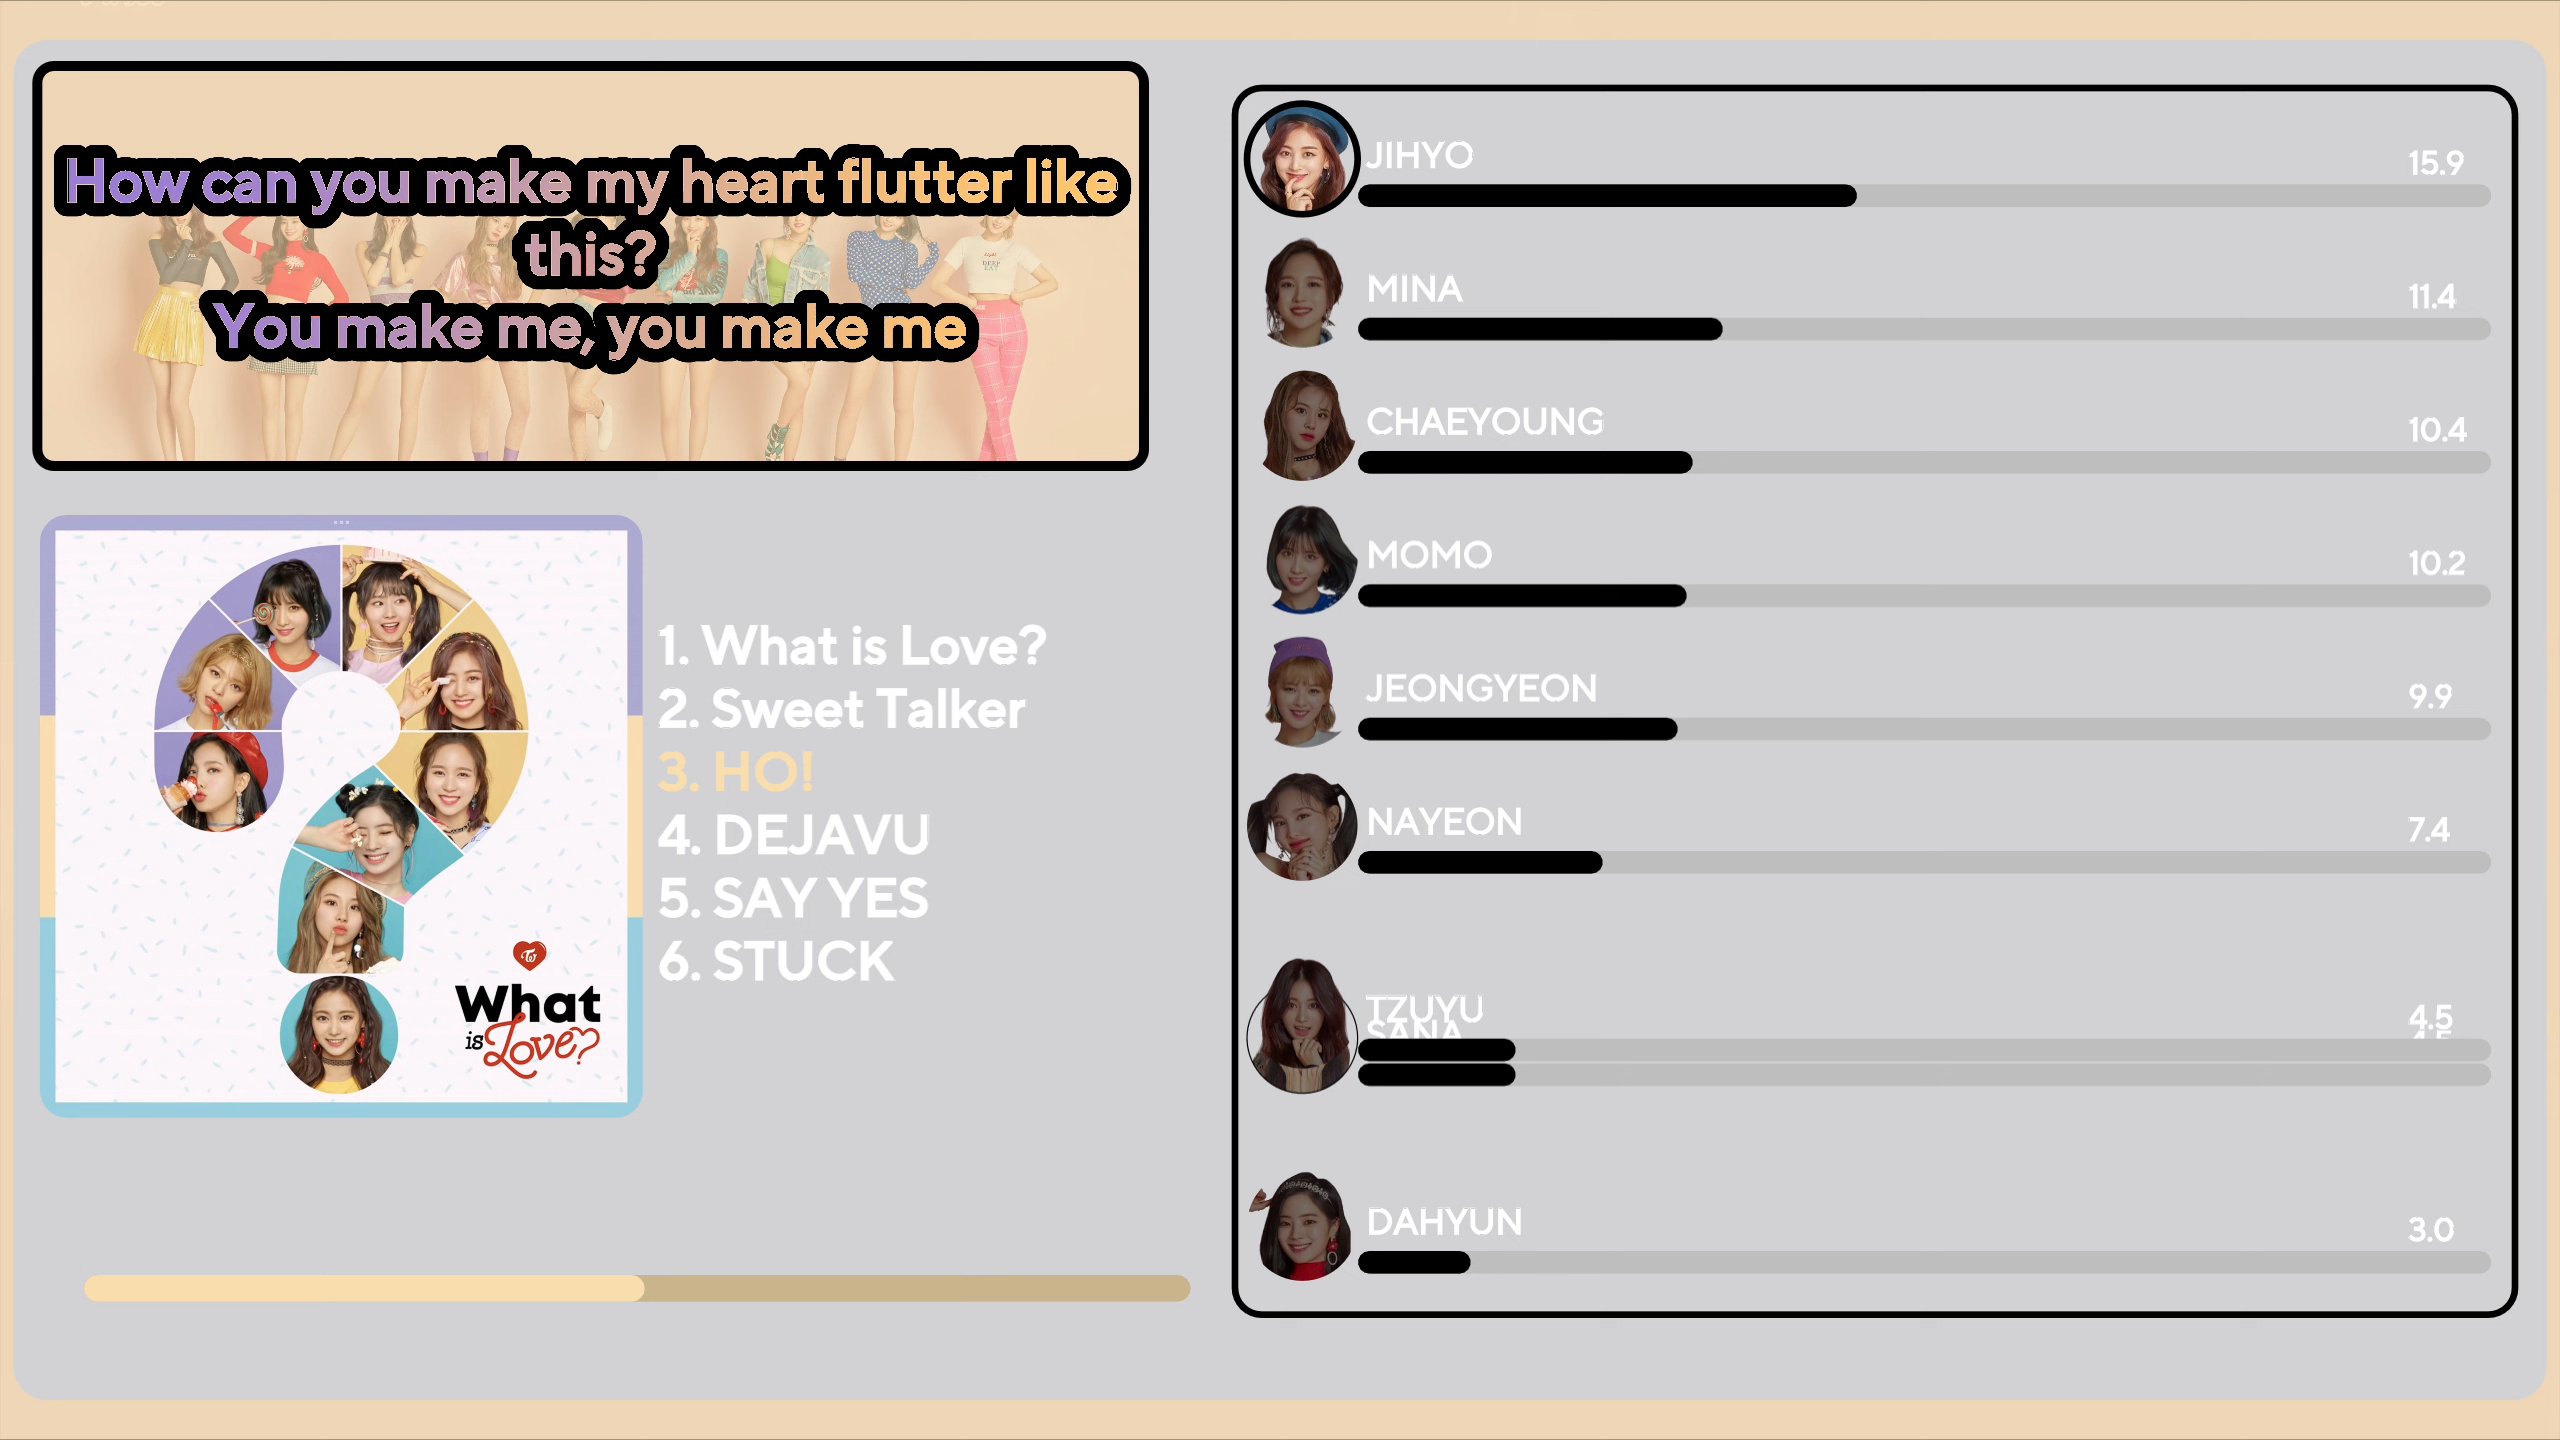 How can you make my heart flutter like
this?
You make me, you make me
What
is Love?
1. What is Love?
2. Sweet Talker
3. HO!
4. DEJAVU
5. SAY YES
6. STUCK
JIHYO 15.9
MINA 11.4
CHAEYOUNG 10.4
MOMO 10.2
JEONGYEON 9.9
NAYEON 7.4
TZUYU 4.5
SANA 4.5
DAHYUN 3.0